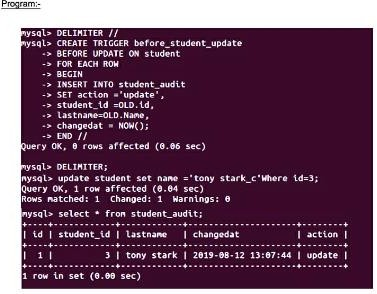 Program:-
mysql> DELIMITER //
mysql> CREATE TRIGGER before_student_update
-> BEFORE UPDATE ON student
-> FOR EACH ROW
-> BEGIN
-> INSERT INTO student_audit
-> SET action ='update',
-> student_id =OLD.id,
-> lastname=OLD.Name,
-> changedat = NOW();
-> END //
Query OK, 0 rows affected (0.06 sec)
mysql> DELIMITER;
mysql> update student set name ='tony stark_c'Where id=3;
Query OK, 1 row affected (0.04 sec)
Rows matched: 1  Changed: 1  Warnings: 0
mysql> select * from student_audit;
+----+------------+------------+---------------------+--------+
| id | student_id | lastname   | changedat           | action |
+----+------------+------------+---------------------+--------+
|  1 |          3 | tony stark | 2019-08-12 13:07:44 | update |
+----+------------+------------+---------------------+--------+
1 row in set (0.00 sec)